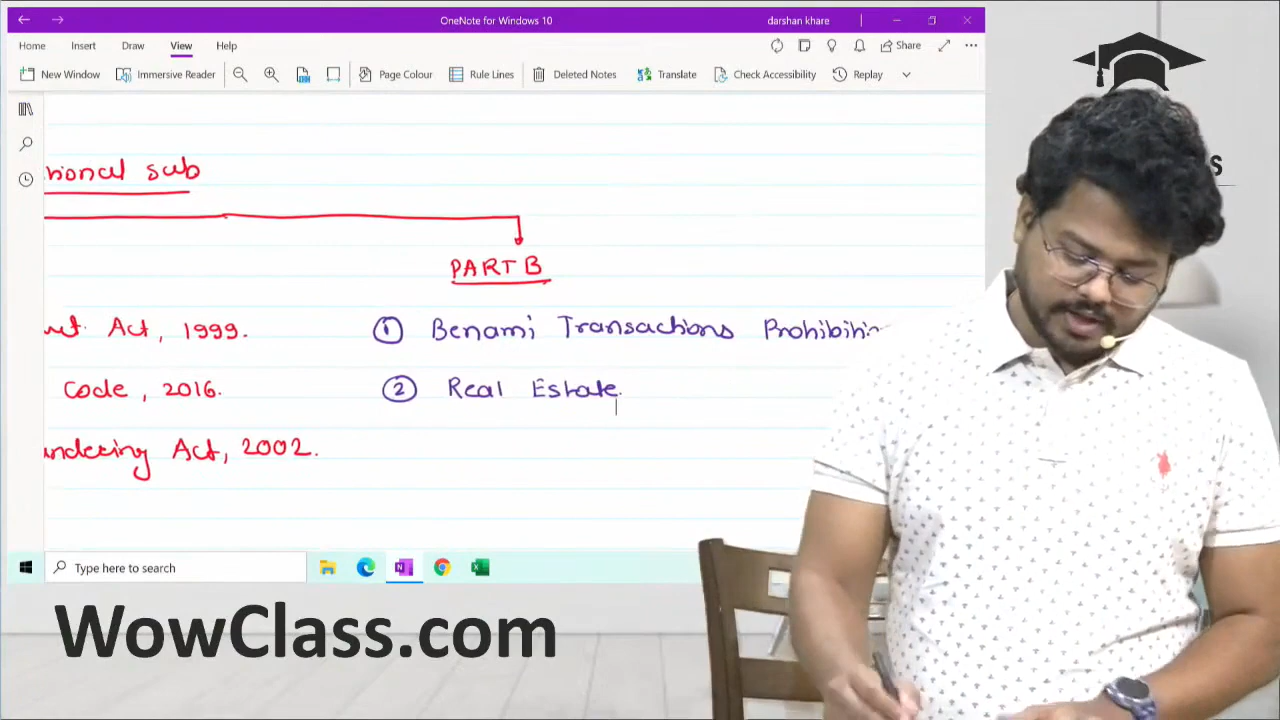 OneNote for Windows 10
darshan khare
Home Insert Draw View Help
Share
New Window Immersive Reader Page Colour Rule Lines Deleted Notes Translate Check Accessibility Replay
sub
PART B
Act, 1999.
① Benami Transactions
Code, 2016.
② Real Estate.
Act, 2002.
Type here to search
WowClass.com